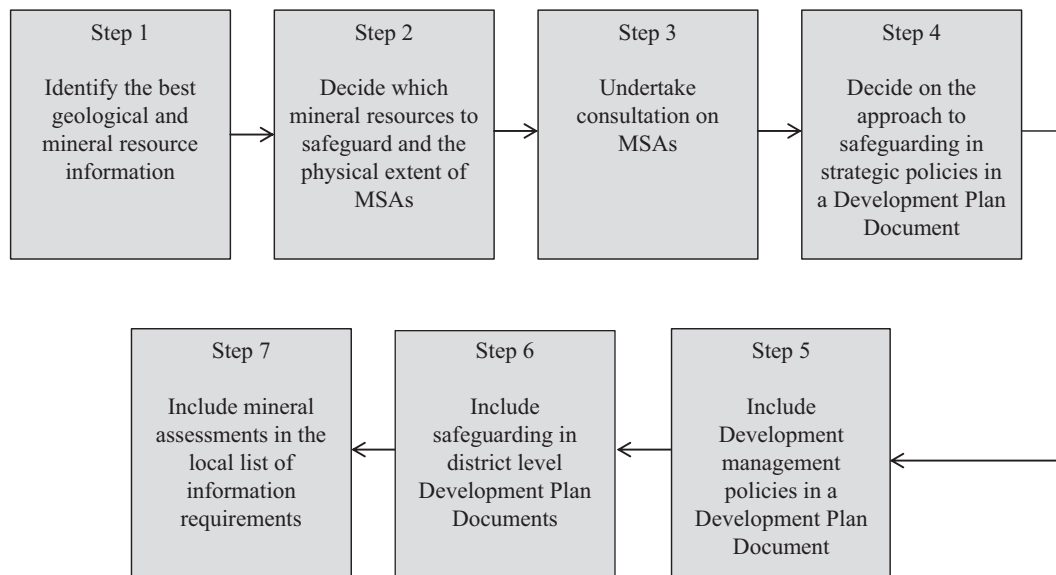 Step 1
Identify the best
geological and
mineral resource
information
Step 2
Decide which
mineral resources to
safeguard and the
physical extent of
MSAs
Step 3
Undertake
consultation on
MSAs
Step 4
Decide on the
approach to
safeguarding in
strategic policies in
a Development Plan
Document
Step 5
Include
Development
management
policies in a
Development Plan
Document
Step 6
Include
safeguarding in
district level
Development Plan
Documents
Step 7
Include mineral
assessments in the
local list of
information
requirements